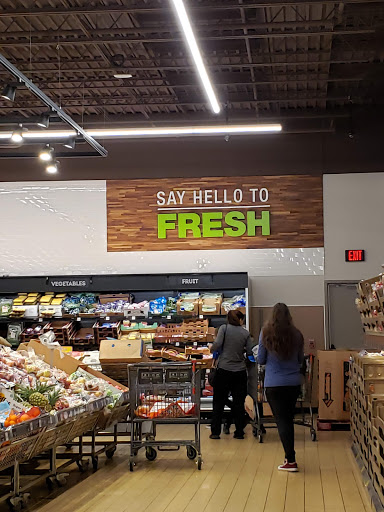 SAY HELLO TO
FRESH
EXIT
VEGETABLES
FRUIT